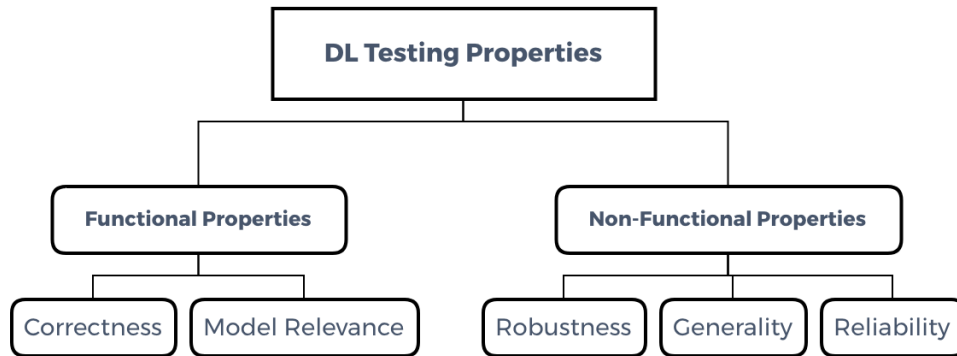 DL Testing Properties
Functional Properties
Non-Functional Properties
Correctness
Model Relevance
Robustness
Generality
Reliability